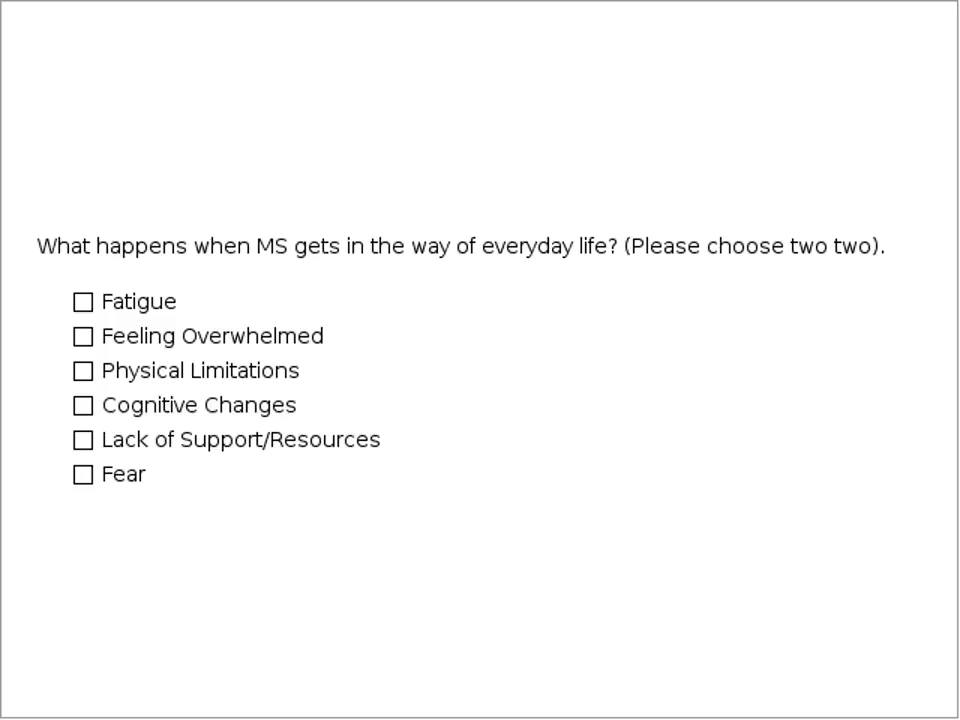 What happens when MS gets in the way of everyday life? (Please choose two two).
Fatigue
Feeling Overwhelmed
Physical Limitations
Cognitive Changes
Lack of Support/Resources
Fear